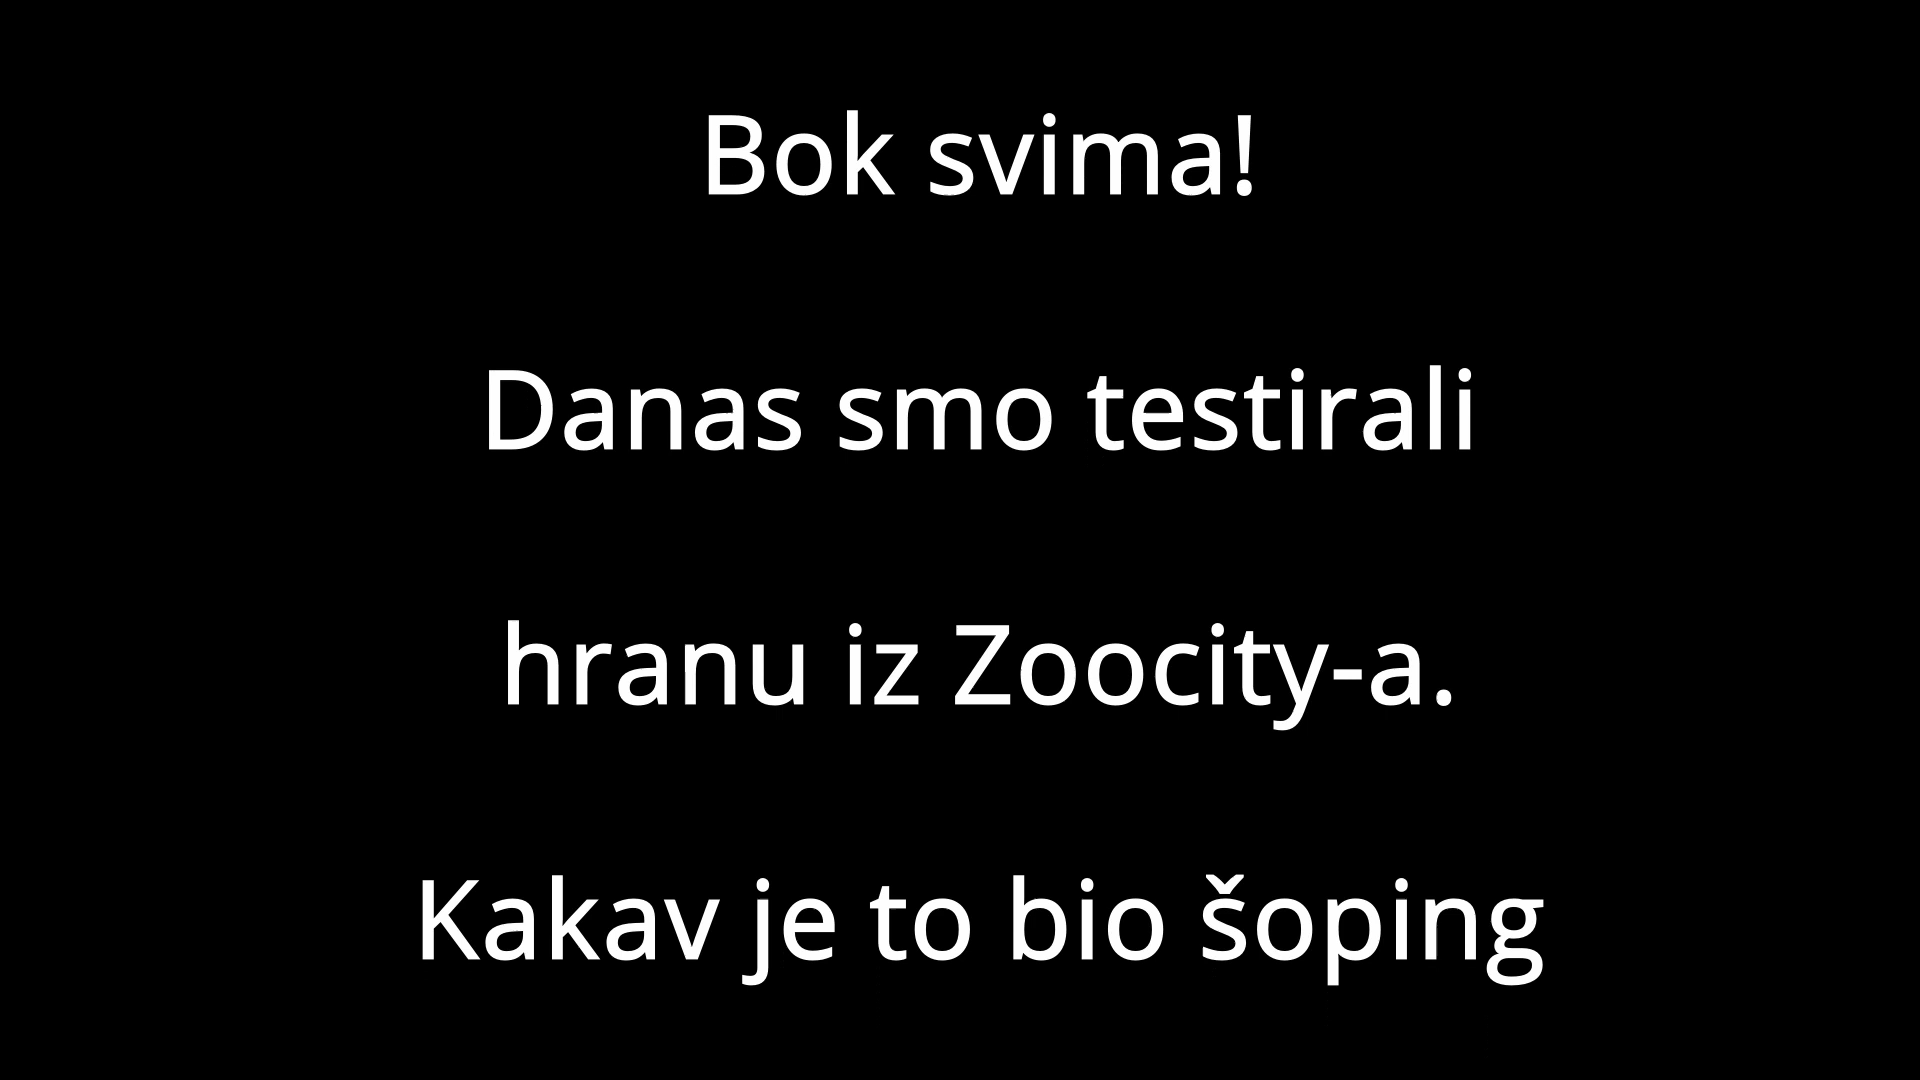 Bok svima!
Danas smo testirali
hranu iz Zoocity-a.
Kakav je to bio šoping